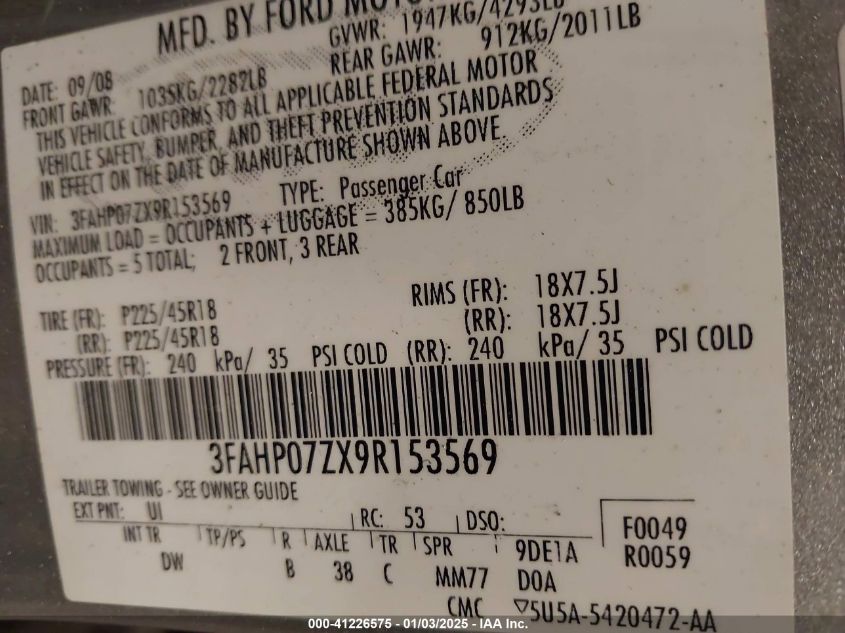 MFD. BY FORD MOTOR
DATE: 09/08 GVWR: 1947KG/4293LB
FRONT GAWR: 1035KG/2282LB REAR GAWR: 912KG/2011LB
THIS VEHICLE CONFORMS TO ALL APPLICABLE FEDERAL MOTOR
VEHICLE SAFETY, BUMPER, AND THEFT PREVENTION STANDARDS
IN EFFECT ON THE DATE OF MANUFACTURE SHOWN ABOVE.
VIN: 3FAHP07ZX9R153569 TYPE: Passenger Car
MAXIMUM LOAD = OCCUPANTS + LUGGAGE = 385KG/ 850LB
OCCUPANTS = 5 TOTAL; 2 FRONT, 3 REAR
TIRE (FR): P225/45R18 RIMS (FR): 18X7.5J
(RR): P225/45R18 (RR): 18X7.5J
PRESSURE (FR): 240 kPa/ 35 PSI COLD (RR): 240 kPa/ 35 PSI COLD
3FAHP07ZX9R153569
TRAILER TOWING - SEE OWNER GUIDE
EXT PNT: UI RC: 53 DSO: F0049
INT TR TP/PS R AXLE TR SPR 9DE1A R0059
DW B 38 C MM77 DOA
CMC ▽5U5A-5420472-AA
000-41226575 - 01/03/2025 - IAA Inc.